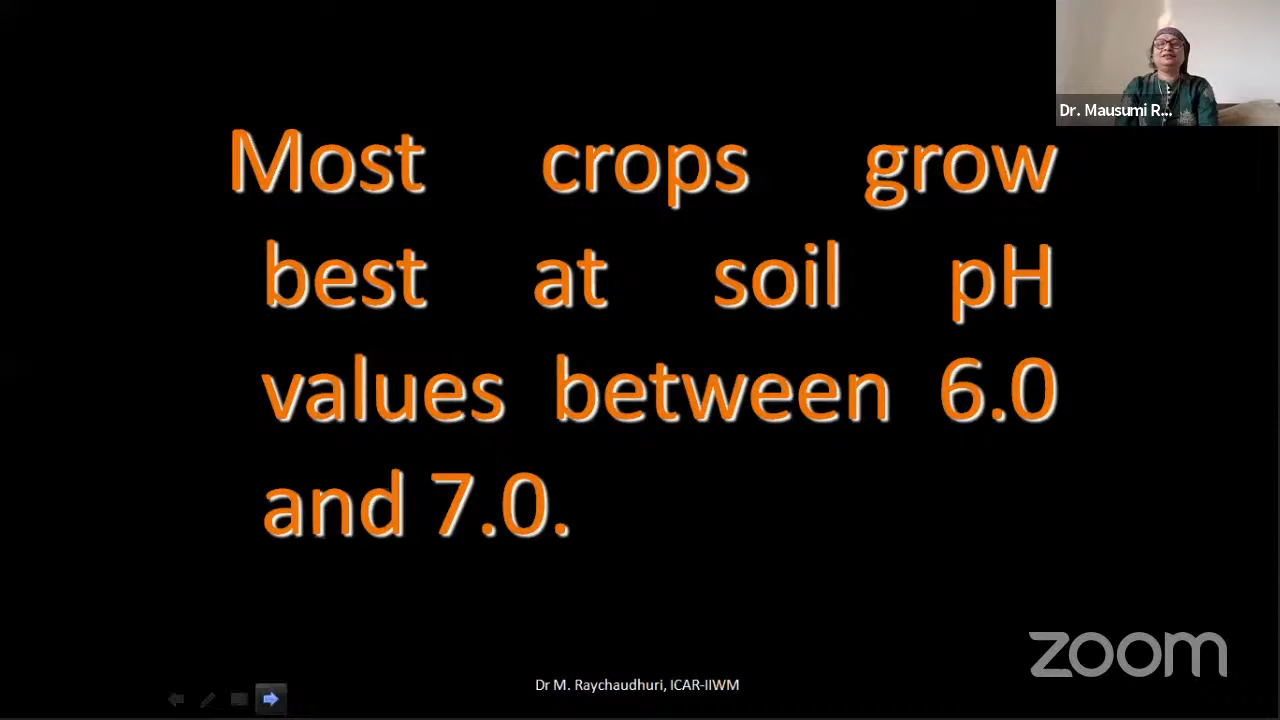 Dr. Mausumi R...
Most crops grow
best at soil pH
values between 6.0
and 7.0.
zoom
Dr M. Raychaudhuri, ICAR-IIWM